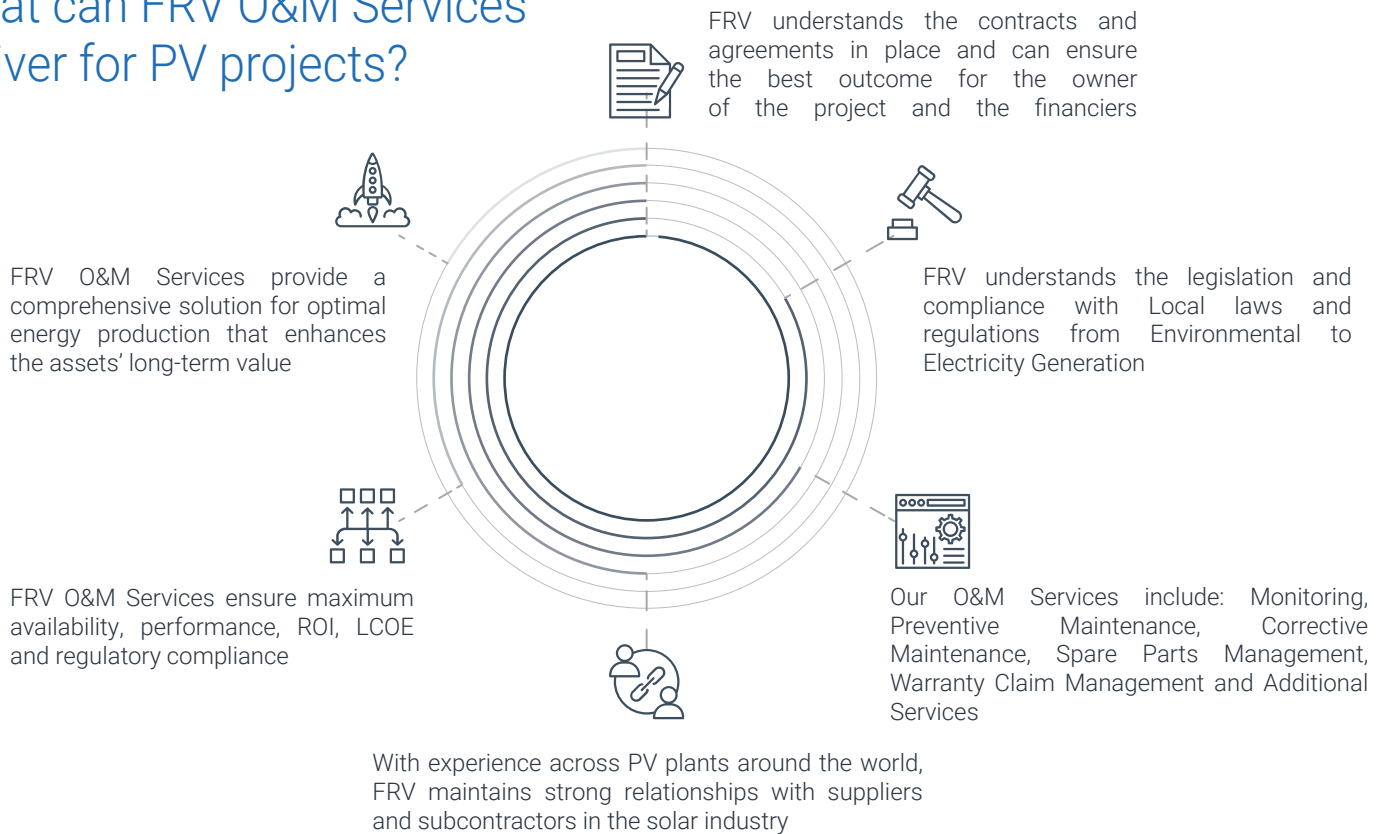 at can FRV O&M Services
iver for PV projects?
FRV understands the contracts and
agreements in place and can ensure
the best outcome for the owner
of the project and the financiers
FRV understands the legislation and
compliance with Local laws and
regulations from Environmental to
Electricity Generation
Our O&M Services include: Monitoring,
Preventive Maintenance, Corrective
Maintenance, Spare Parts Management,
Warranty Claim Management and Additional
Services
With experience across PV plants around the world,
FRV maintains strong relationships with suppliers
and subcontractors in the solar industry
FRV O&M Services ensure maximum
availability, performance, ROI, LCOE
and regulatory compliance
FRV O&M Services provide a
comprehensive solution for optimal
energy production that enhances
the assets' long-term value